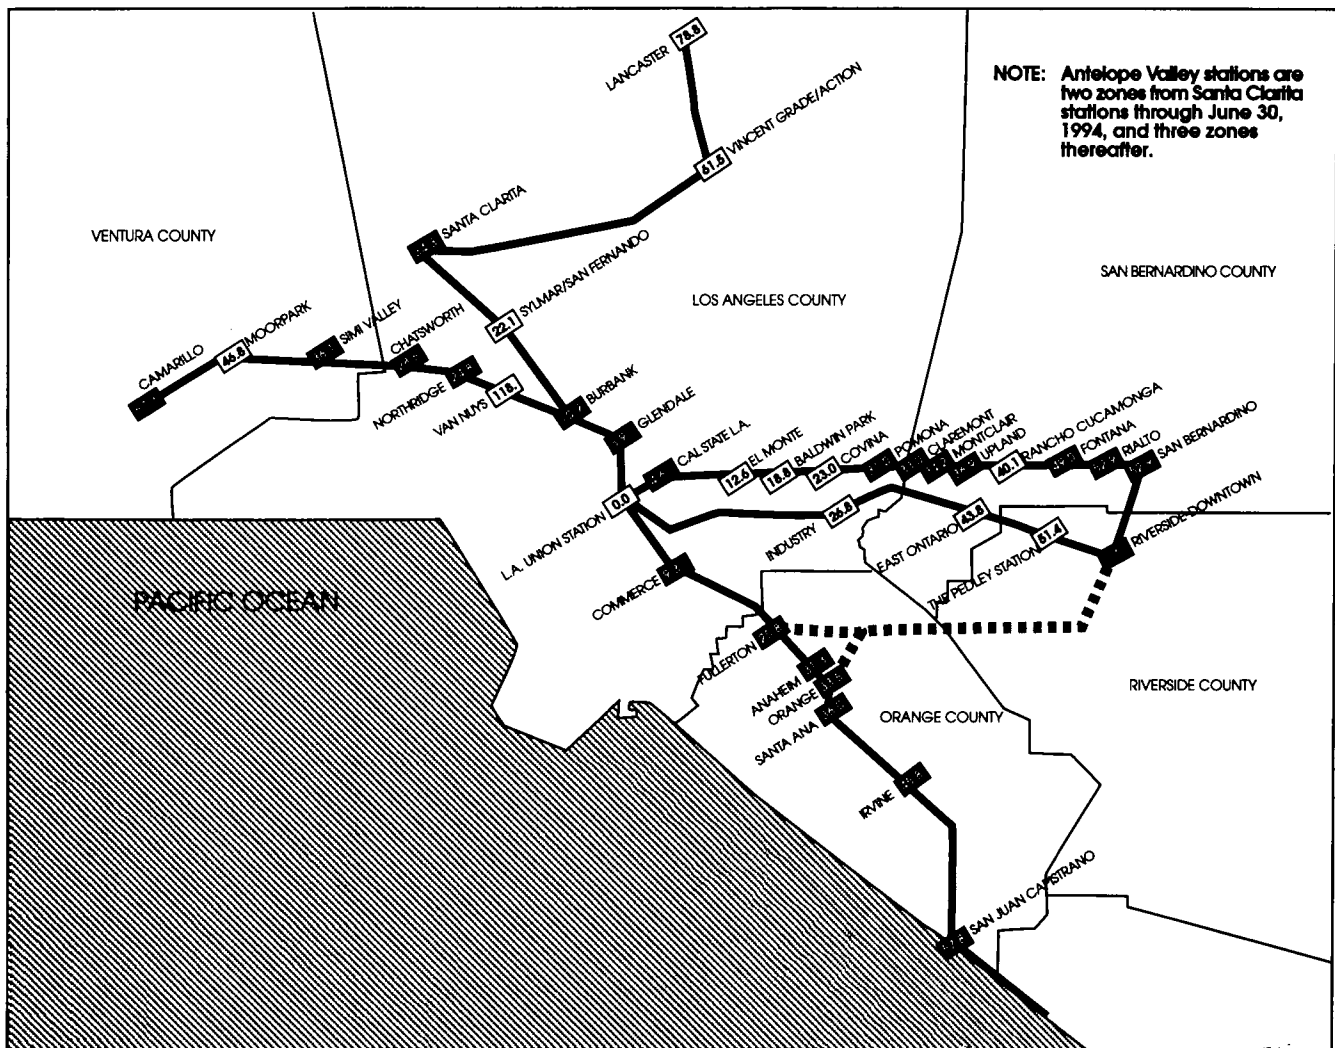 78.8
LANCASTER
NOTE: Antelope Valley stations are
two zones from Santa Clarita
stations through June 30,
1994, and three zones
thereafter.
VINCENT GRADE/ACTION
61.5
SANTA CLARITA
VENTURA COUNTY
SYLMAR/SAN FERNANDO
22.1
LOS ANGELES COUNTY
SAN BERNARDINO COUNTY
CAMARILLO
46.8
MOORPARK
SIMI VALLEY
CHATSWORTH
NORTHRIDGE
VAN NUYS
118.
BURBANK
GLENDALE
CALSTATE L.A.
12.6
EL MONTE
18.8
BALDWIN PARK
23.0
COVINA
POMONA
CLAREMONT
MONTCLAIR
UPLAND
40.1
RANCHO CUCAMONGA
FONTANA
RIALTO
SAN BERNARDINO
L.A. UNION STATION
0.0
INDUSTRY
26.8
EAST ONTARIO
43.8
THE PEDLEY STATION
51.4
RIVERSIDE-DOWNTOWN
COMMERCE
PACIFIC OCEAN
FULLERTON
ANAHEIM
ORANGE
SANTA ANA
ORANGE COUNTY
RIVERSIDE COUNTY
IRVINE
SAN JUAN CAPISTRANO